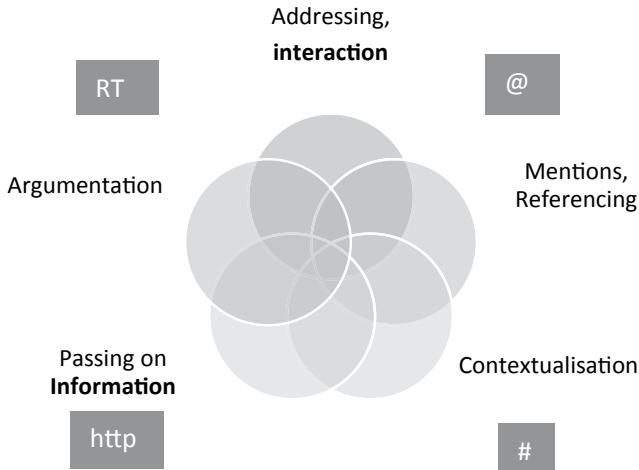 Addressing,
interaction
RT
@
Argumentation
Mentions,
Referencing
Passing on
Information
Contextualisation
http
#